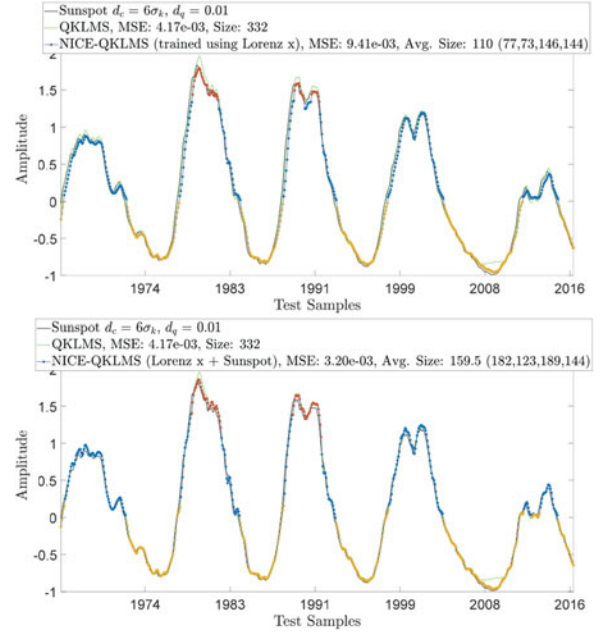 Sunspot d_c = 6σ_k, d_q = 0.01
QKLMS, MSE: 4.17e-03, Size: 332
NICE-QKLMS (trained using Lorenz x), MSE: 9.41e-03, Avg. Size: 110 (77,73,146,144)
2
1.5
1
0.5
0
-0.5
-1
Amplitude
1974 1983 1991 1999 2008 2016
Test Samples
Sunspot d_c = 6σ_k, d_q = 0.01
QKLMS, MSE: 4.17e-03, Size: 332
NICE-QKLMS (Lorenz x + Sunspot), MSE: 3.20e-03, Avg. Size: 159.5 (182,123,189,144)
2
1.5
1
0.5
0
-0.5
-1
Amplitude
1974 1983 1991 1999 2008 2016
Test Samples